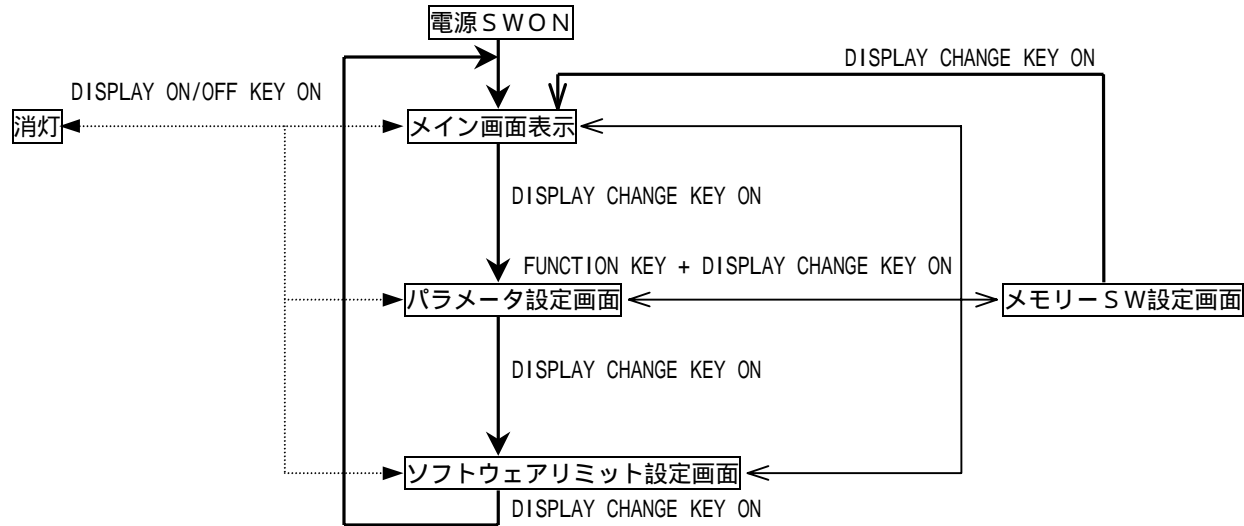 電源ＳＷＯＮ
DISPLAY CHANGE KEY ON
DISPLAY ON/OFF KEY ON
消灯
メイン画面表示
DISPLAY CHANGE KEY ON
FUNCTION KEY + DISPLAY CHANGE KEY ON
パラメータ設定画面
メモリーＳＷ設定画面
DISPLAY CHANGE KEY ON
ソフトウェアリミット設定画面
DISPLAY CHANGE KEY ON